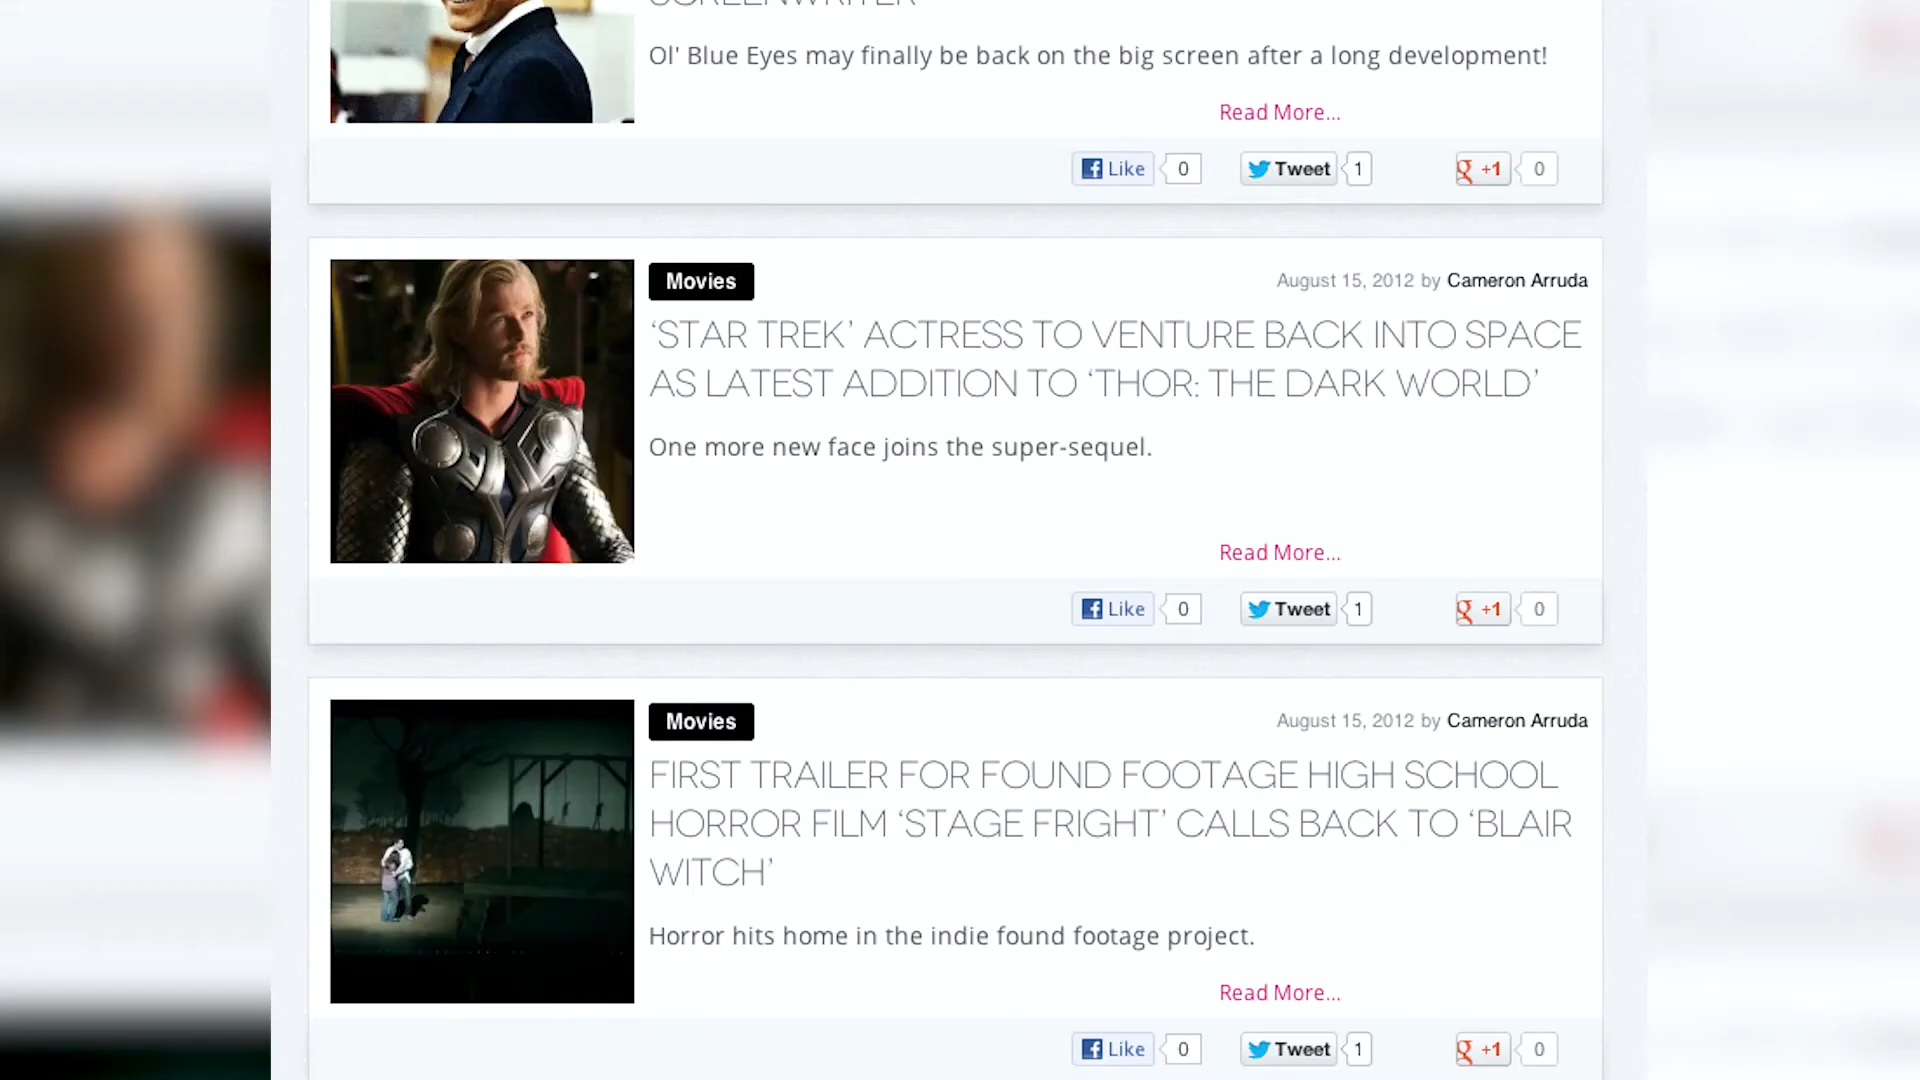 SCREENWRITER
Ol' Blue Eyes may finally be back on the big screen after a long development!
Read More...
Like 0 Tweet 1 +1 0
Movies
August 15, 2012 by Cameron Arruda
‘STAR TREK’ ACTRESS TO VENTURE BACK INTO SPACE
AS LATEST ADDITION TO ‘THOR: THE DARK WORLD’
One more new face joins the super-sequel.
Read More...
Like 0 Tweet 1 +1 0
Movies
August 15, 2012 by Cameron Arruda
FIRST TRAILER FOR FOUND FOOTAGE HIGH SCHOOL
HORROR FILM ‘STAGE FRIGHT’ CALLS BACK TO ‘BLAIR
WITCH’
Horror hits home in the indie found footage project.
Read More...
Like 0 Tweet 1 +1 0